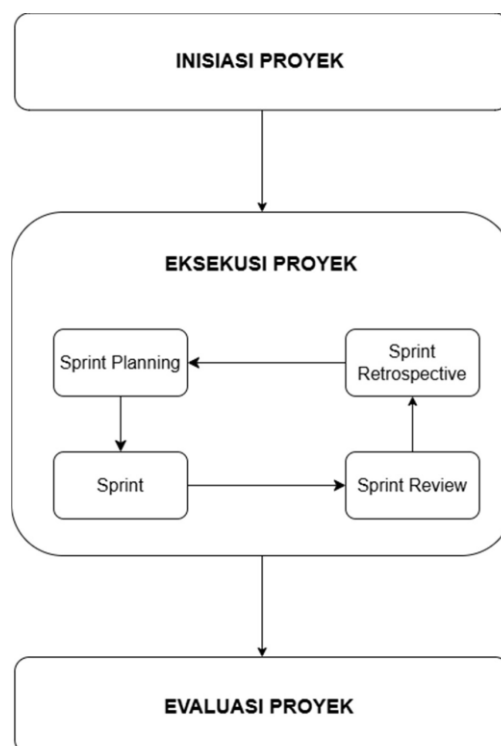 INISIASI PROYEK
EKSEKUSI PROYEK
Sprint Planning
Sprint
Retrospective
Sprint
Sprint Review
EVALUASI PROYEK